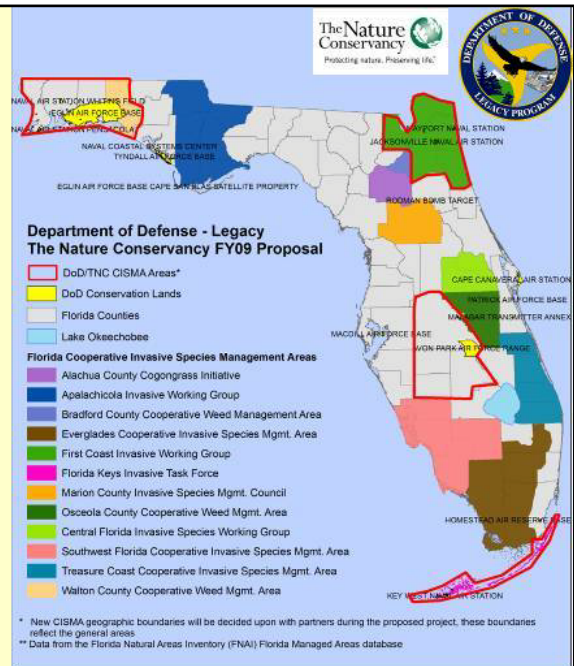 The Nature
Conservancy
Protecting nature. Preserving life.™
DEPARTMENT OF DEFENSE
LEGACY PROGRAM
NAVAL AIR STATION WHITING FIELD
EGLIN AIR FORCE BASE
NAVAL AIR STATION PENSACOLA
NAVAL COASTAL SYSTEMS CENTER
TYNDALL AIR FORCE BASE
EGLIN AIR FORCE BASE CAPE SAN BLAS SATELLITE PROPERTY
MAYPORT NAVAL STATION
JACKSONVILLE NAVAL AIR STATION
RODMAN BOMB TARGET
CAPE CANAVERAL AIR STATION
PATRICK AIR FORCE BASE
MALABAR TRANSMITTER ANNEX
MACDILL AIR FORCE BASE
AVON PARK AIR FORCE RANGE
HOMESTEAD AIR RESERVE BASE
KEY WEST NAVAL AIR STATION
Department of Defense - Legacy
The Nature Conservancy FY09 Proposal
DoD/TNC CISMA Areas*
DoD Conservation Lands
Florida Counties
Lake Okeechobee
Florida Cooperative Invasive Species Management Areas
Alachua County Cogongrass Initiative
Apalachicola Invasive Working Group
Bradford County Cooperative Weed Management Area
Everglades Cooperative Invasive Species Mgmt. Area
First Coast Invasive Working Group
Florida Keys Invasive Task Force
Marion County Invasive Species Mgmt. Council
Osceola County Cooperative Weed Mgmt. Area
Central Florida Invasive Species Working Group
Southwest Florida Cooperative Invasive Species Mgmt. Area
Treasure Coast Cooperative Invasive Species Mgmt. Area
Walton County Cooperative Weed Mgmt. Area
* New CISMA geographic boundaries will be decided upon with partners during the proposed project, these boundaries
reflect the general areas
** Data from the Florida Natural Areas Inventory (FNAI) Florida Managed Areas database